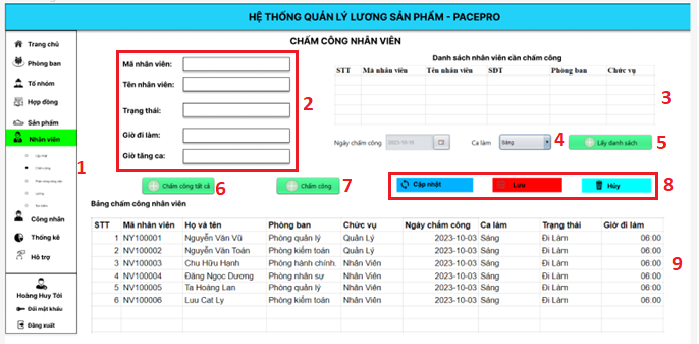 HỆ THỐNG QUẢN LÝ LƯƠNG SẢN PHẨM - PACEPRO
CHẤM CÔNG NHÂN VIÊN
Trang chủ
Phòng ban
Tổ nhóm
Hợp đồng
Sản phẩm
Nhân viên
Cập nhật
Chấm công
Lương
1
Công nhân
Thống kê
Hỗ trợ
Hoàng Huy Tới
Đổi mật khẩu
Đăng xuất
Mã nhân viên:
Tên nhân viên:
Trạng thái:
Giờ đi làm:
Giờ tăng ca:
2
Danh sách nhân viên cần chấm công
STT Mã nhân viên Tên nhân viên SDT Phòng ban Chức vụ
3
Ngày chấm công 2023-10-10 Ca làm Sáng 4 Lấy danh sách 5
Chấm công tất cả 6 Chấm công 7 Cập nhật Lưu Hủy 8
Bảng chấm công nhân viên
STT Mã nhân viên Họ và tên Phòng ban Chức vụ Ngày chấm công Ca làm Trạng thái Giờ đi làm
1 NY100001 Nguyễn Văn Vũ Phòng quản lý Quản Lý 2023-10-03 Sáng Đi Làm 06:00
2 NV100002 Nguyễn Văn Toán Phòng kiểm toán Quản Lý 2023-10-03 Sáng Đi Làm 06:00
3 NV100003 Chu Hữu Hạnh Phòng hành chính. Nhân Viên 2023-10-03 Sáng Đi Làm 06:00
4 NV100004 Đặng Ngọc Dương Phòng nhân sự Nhân Viên 2023-10-03 Sáng Đi Làm 06:00
5 NV100005 Ta Hoàng Lan Phòng quản lý Nhân Viên 2023-10-03 Sáng Đi Làm 06:00
6 NV100006 Luu Cat Ly Phòng kiểm toán Nhân Viên 2023-10-03 Sáng Đi Làm 06:00
9